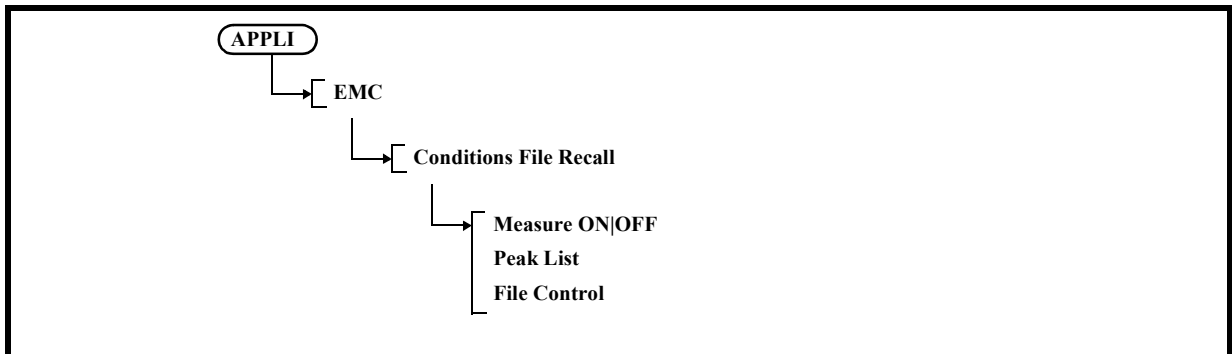 APPLI
EMC
Conditions File Recall
Measure ON|OFF
Peak List
File Control